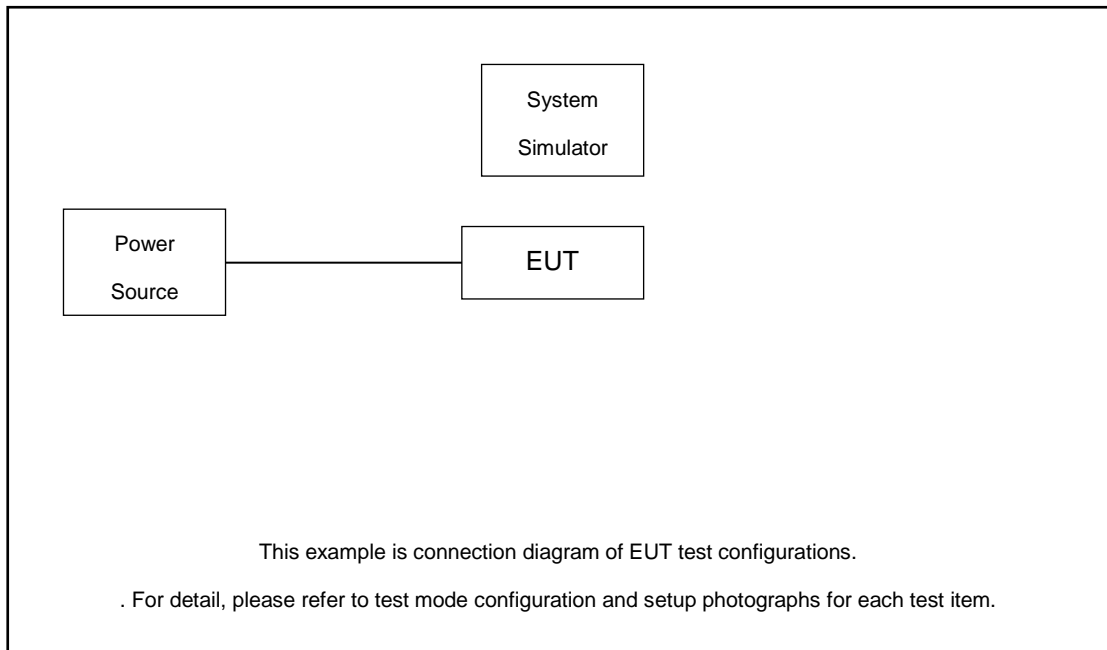 System
Simulator
Power
Source
EUT
This example is connection diagram of EUT test configurations.
. For detail, please refer to test mode configuration and setup photographs for each test item.